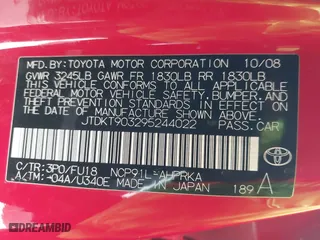 MFD.BY: TOYOTA MOTOR CORPORATION 10/08
GVWR 3245LB GAWR FR 1830LB RR 1830LB
THIS VEHICLE CONFORMS TO ALL APPLICABLE
FEDERAL MOTOR VEHICLE SAFETY, BUMPER, AND
THEFT PREVENTION STANDARDS IN EFFECT ON
THE DATE OF MANUFACTURE SHOWN ABOVE.
JTDKT903295244022 PASS.CAR
C/TR: 3P0/FU18 NCP91L-AHPRKA
A/TM: -04A/U340E MADE IN JAPAN
189 A